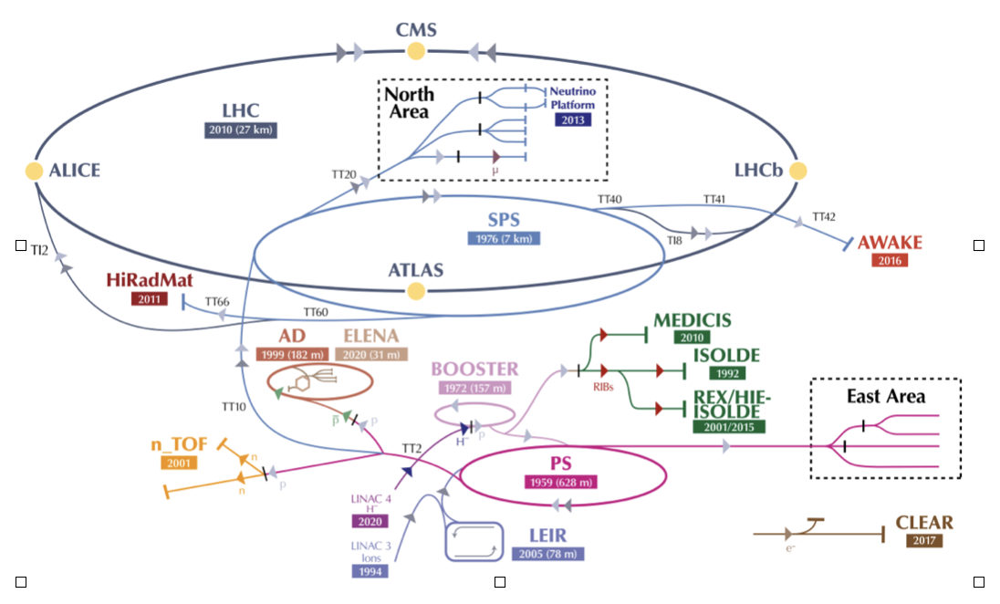 CMS
North
Area
Neutrino
Platform
2013
LHC
2010 (27 km)
μ
ALICE
LHCb
TT20
TT40
TT41
TT42
SPS
1976 (7 km)
TI8
AWAKE
2016
TI2
ATLAS
HiRadMat
2011
TT66
TT60
AD
1999 (182 m)
ELENA
2020 (31 m)
MEDICIS
2010
ISOLDE
1992
RIBs
REX/HIE-
ISOLDE
2001/2015
BOOSTER
1972 (157 m)
East Area
TT10
p̅
p
H⁻
p
n_TOF
2001
n
n
p
TT2
PS
1959 (628 m)
LINAC 4
H⁻
2020
LINAC 3
Ions
1994
LEIR
2005 (78 m)
CLEAR
2017
e⁻